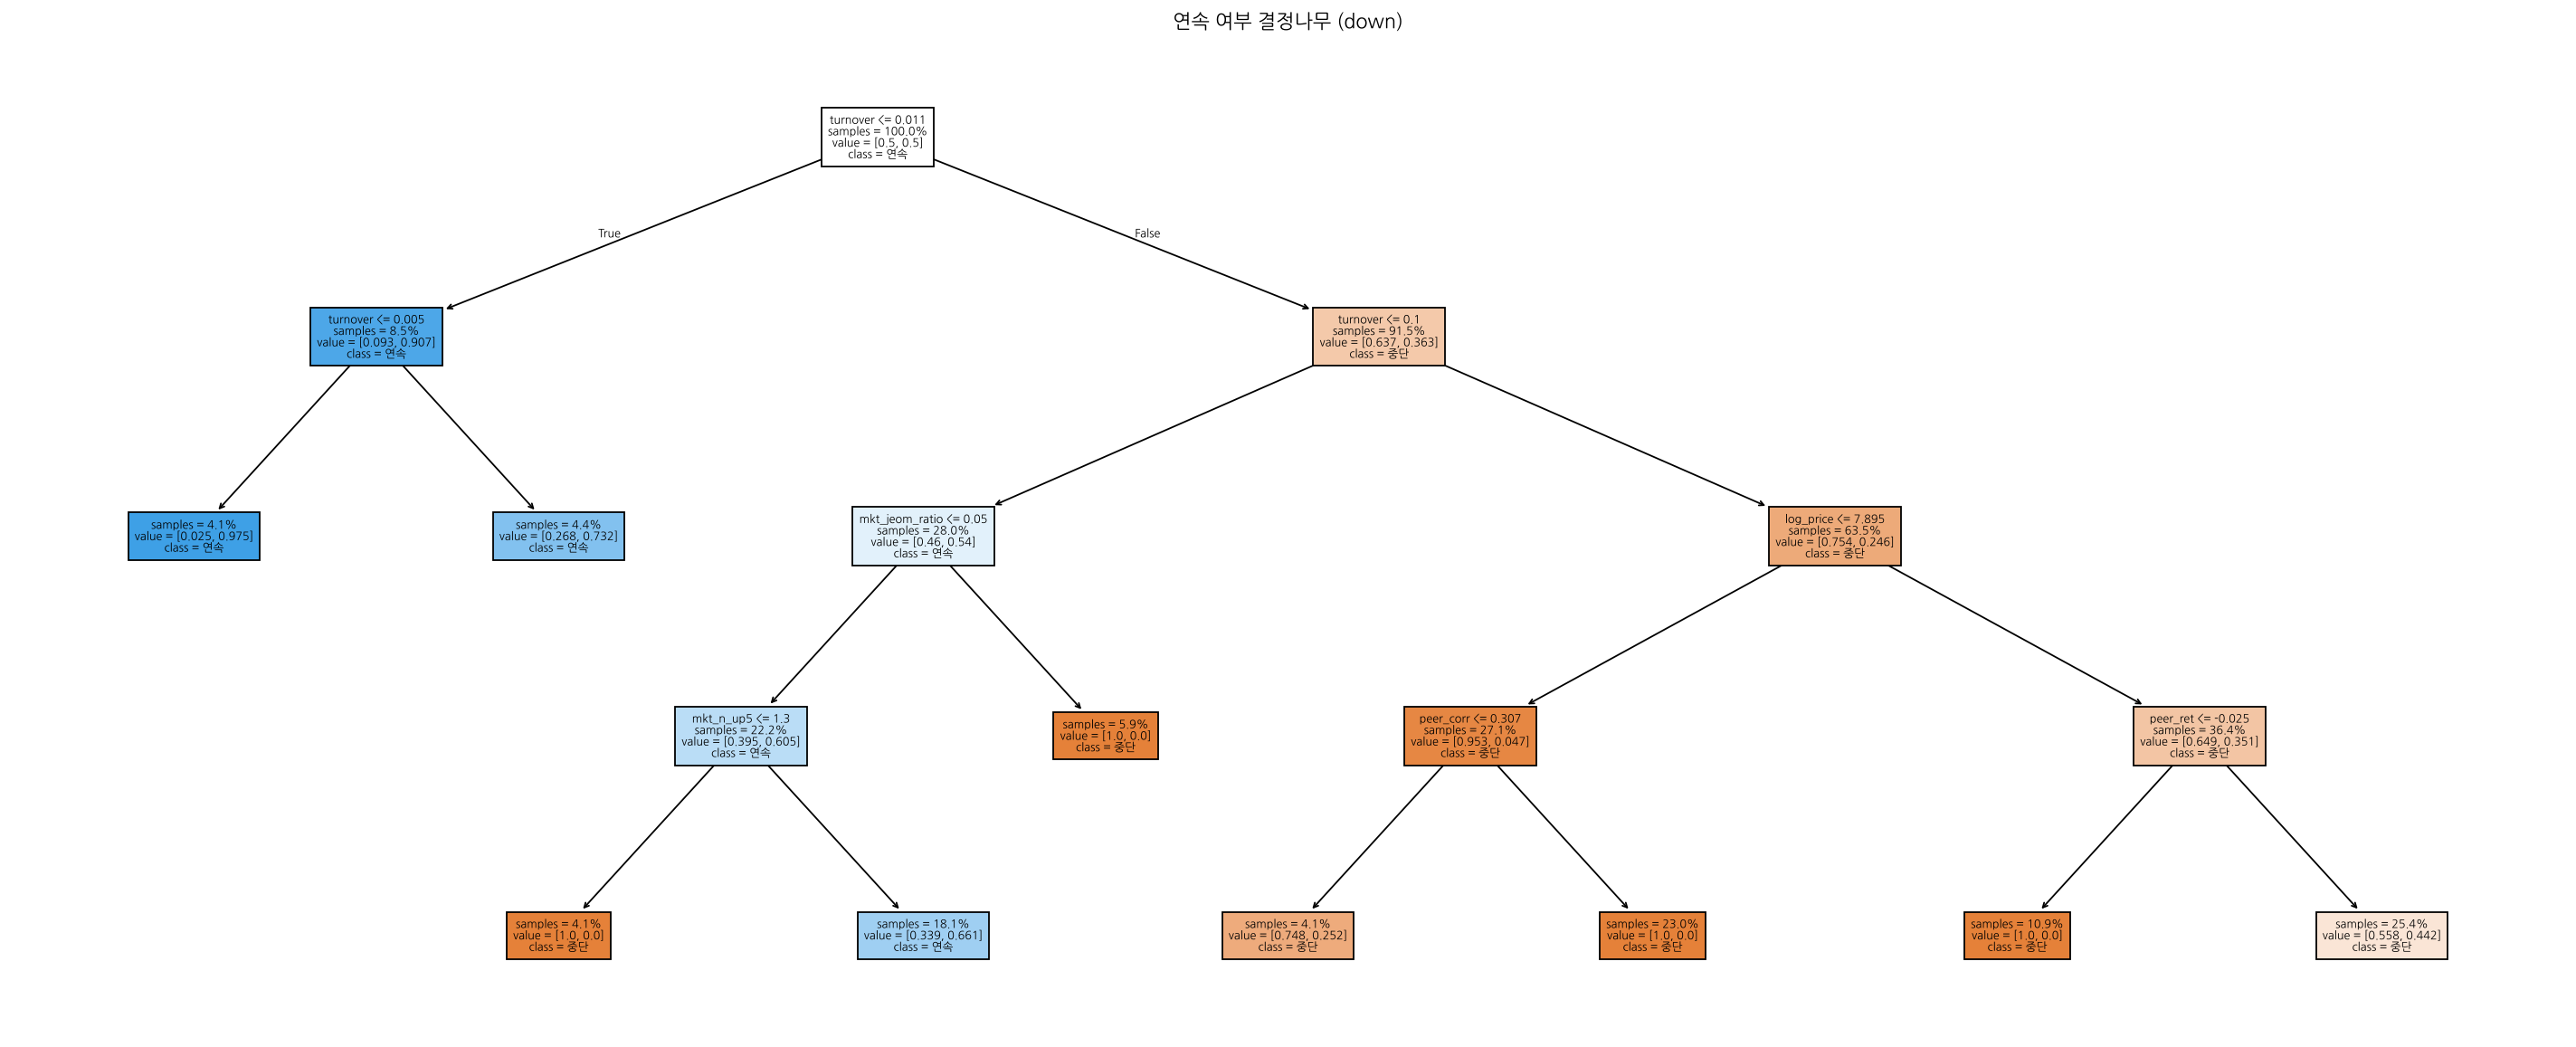 연속 여부 결정나무 (down)
turnover <= 0.011
samples = 100.0%
value = [0.5, 0.5]
class = 연속
True
False
turnover <= 0.005
samples = 8.5%
value = [0.093, 0.907]
class = 연속
turnover <= 0.1
samples = 91.5%
value = [0.637, 0.363]
class = 중단
samples = 4.1%
value = [0.025, 0.975]
class = 연속
samples = 4.4%
value = [0.268, 0.732]
class = 연속
mkt_jeom_ratio <= 0.05
samples = 28.0%
value = [0.46, 0.54]
class = 연속
log_price <= 7.895
samples = 63.5%
value = [0.754, 0.246]
class = 중단
mkt_n_up5 <= 1.3
samples = 22.2%
value = [0.395, 0.605]
class = 연속
samples = 5.9%
value = [1.0, 0.0]
class = 중단
peer_corr <= 0.307
samples = 27.1%
value = [0.953, 0.047]
class = 중단
peer_ret <= -0.025
samples = 36.4%
value = [0.649, 0.351]
class = 중단
samples = 4.1%
value = [1.0, 0.0]
class = 중단
samples = 18.1%
value = [0.339, 0.661]
class = 연속
samples = 4.1%
value = [0.748, 0.252]
class = 중단
samples = 23.0%
value = [1.0, 0.0]
class = 중단
samples = 10.9%
value = [1.0, 0.0]
class = 중단
samples = 25.4%
value = [0.558, 0.442]
class = 중단